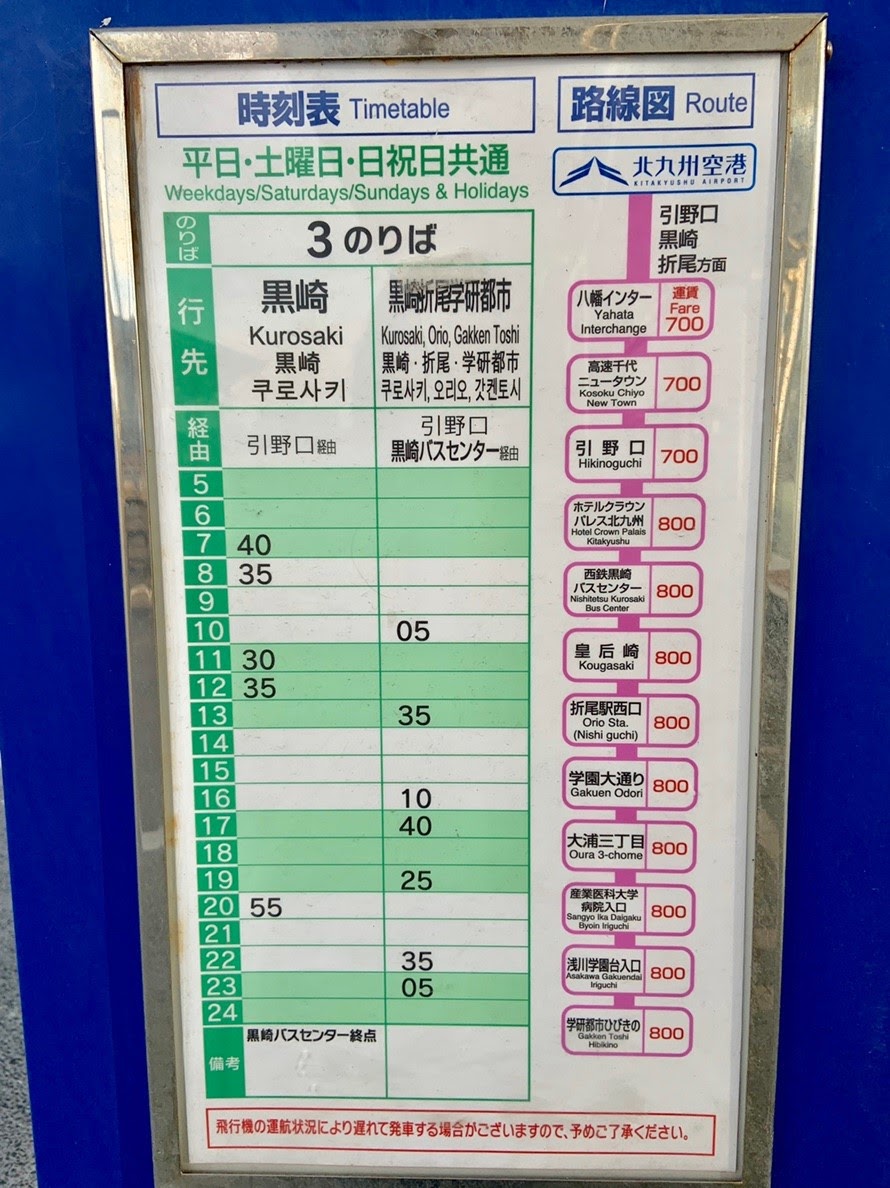 時刻表 Timetable
平日・土曜日・日祝日共通
Weekdays/Saturdays/Sundays & Holidays
のりば
3のりば
行先
黒崎
Kurosaki
黒崎
쿠로사키
黒崎折尾学研都市
Kurosaki, Orio, Gakken Toshi
黒崎・折尾・学研都市
쿠로사키, 오리오, 갓켄토시
経由
引野口経由
引野口
黒崎バスセンター経由
5
6
7 40
8 35
9
10 05
11 30
12 35
13 35
14
15
16 10
17 40
18
19 25
20 55
21
22 35
23 05
24
備考
黒崎バスセンター終点
路線図 Route
北九州空港
KITAKYUSHU AIRPORT
引野口
黒崎
折尾方面
八幡インター
Yahata
Interchange
運賃
Fare
700
高速千代
ニュータウン
Kosoku Chiyo
New Town
700
引野口
Hikinoguchi
700
ホテルクラウン
パレス北九州
Hotel Crown Palais
Kitakyushu
800
西鉄黒崎
バスセンター
Nishitetsu Kurosaki
Bus Center
800
皇后崎
Kougasaki
800
折尾駅西口
Orio Sta.
(Nishi guchi)
800
学園大通り
Gakuen Odori
800
大浦三丁目
Oura 3-chome
800
産業医科大学
病院入口
Sangyo Ika Daigaku
Byoin Iriguchi
800
浅川学園台入口
Asakawa Gakuendai
Iriguchi
800
学研都市ひびきの
Gakken Toshi
Hibikino
800
飛行機の運航状況により遅れて発車する場合がございますので、予めご了承ください。